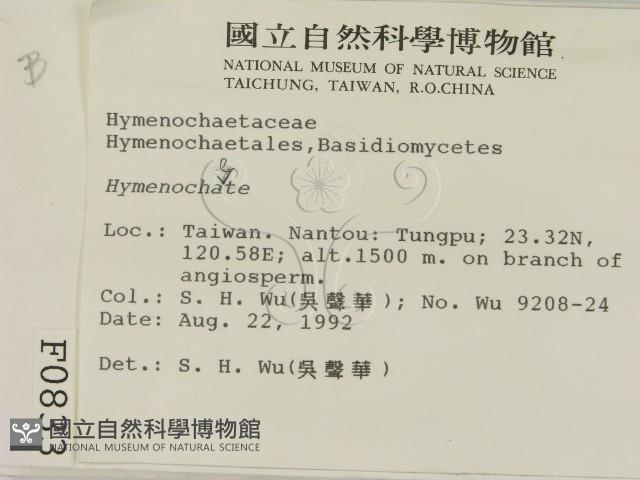 B
國立自然科學博物館
NATIONAL MUSEUM OF NATURAL SCIENCE
TAICHUNG, TAIWAN, R.O.CHINA
Hymenochaetaceae
Hymenochaetales,Basidiomycetes
Hymenochate
Loc.: Taiwan. Nantou: Tungpu; 23.32N,
120.58E; alt.1500 m. on branch of
angiosperm.
Col.: S. H. Wu(吳聲華); No. Wu 9208-24
Date: Aug. 22, 1992
Det.: S. H. Wu(吳聲華)
F0833
國立自然科學博物館
NATIONAL MUSEUM OF NATURAL SCIENCE